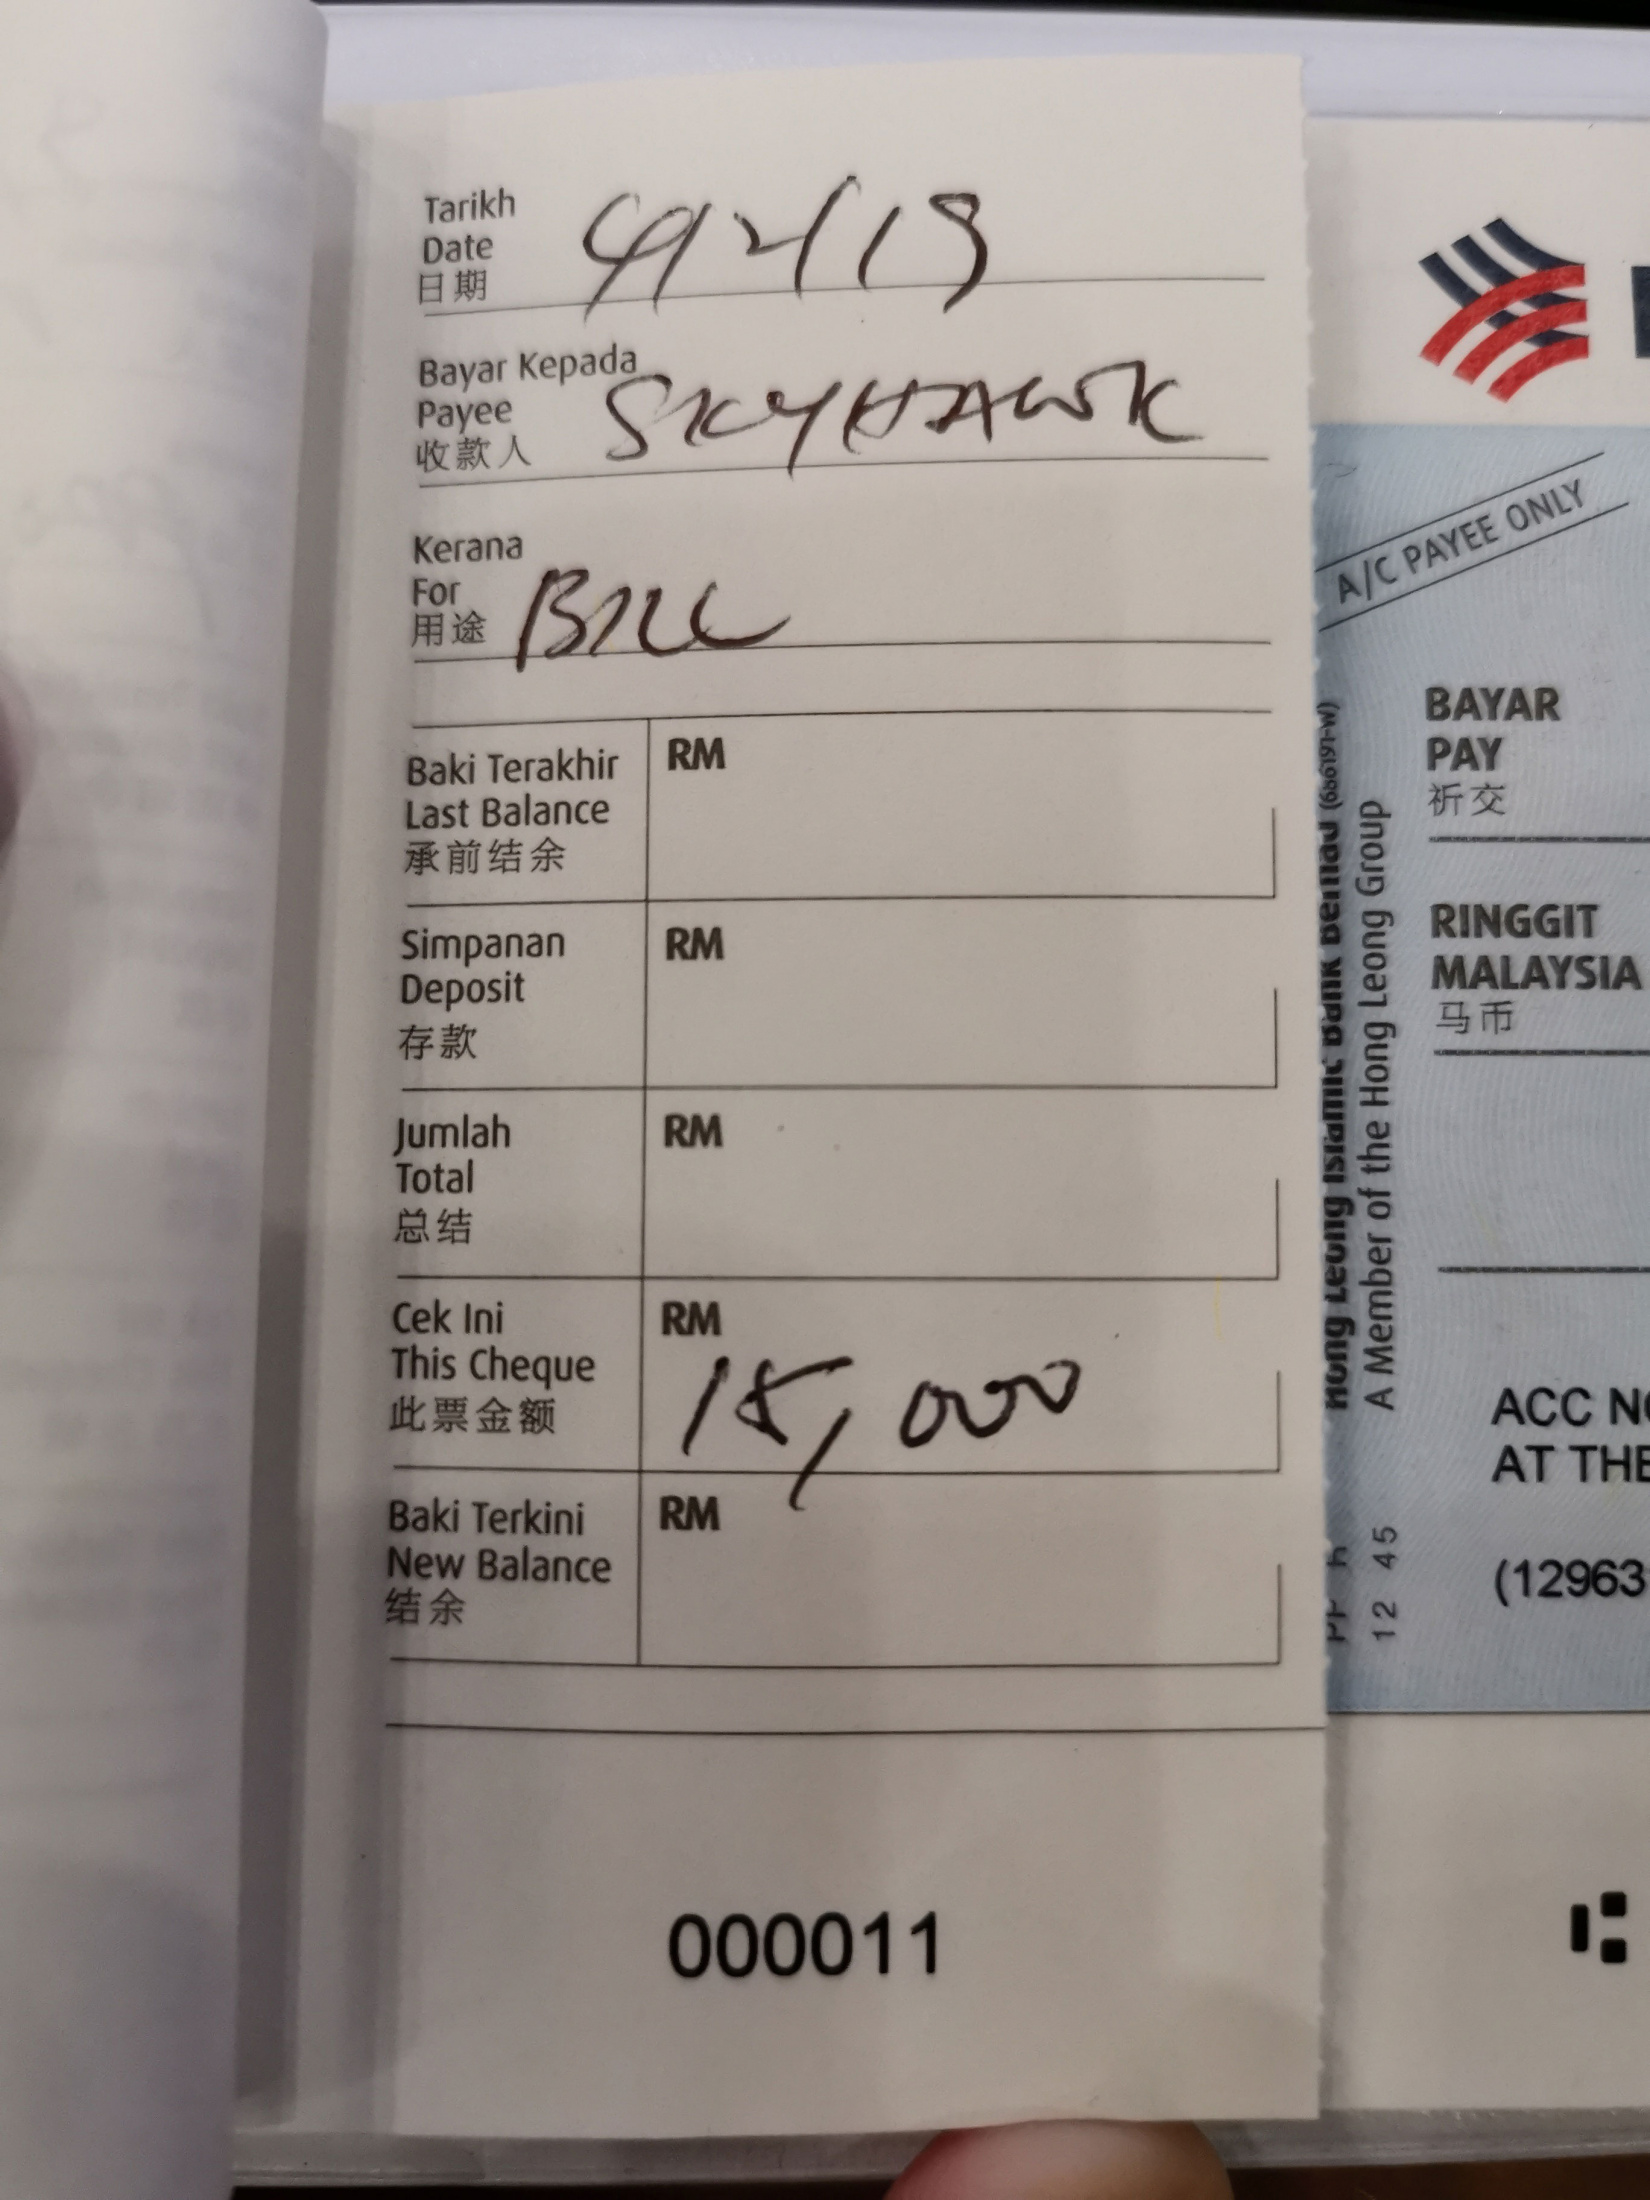 Tarikh
Date
日期
4/2/19
Bayar Kepada
Payee
收款人
SKYHAWK
Kerana
For
用途
BILL
Baki Terakhir
Last Balance
承前结余
RM
Simpanan
Deposit
存款
RM
Jumlah
Total
总结
RM
Cek Ini
This Cheque
此票金额
RM
15,000
Baki Terkini
New Balance
结余
RM
000011
A/C PAYEE ONLY
Hong Leong Islamic Bank Berhad (686191-W)
A Member of the Hong Leong Group
12 45
BAYAR
PAY
祈交
RINGGIT
MALAYSIA
马币
ACC
AT THE
(12963